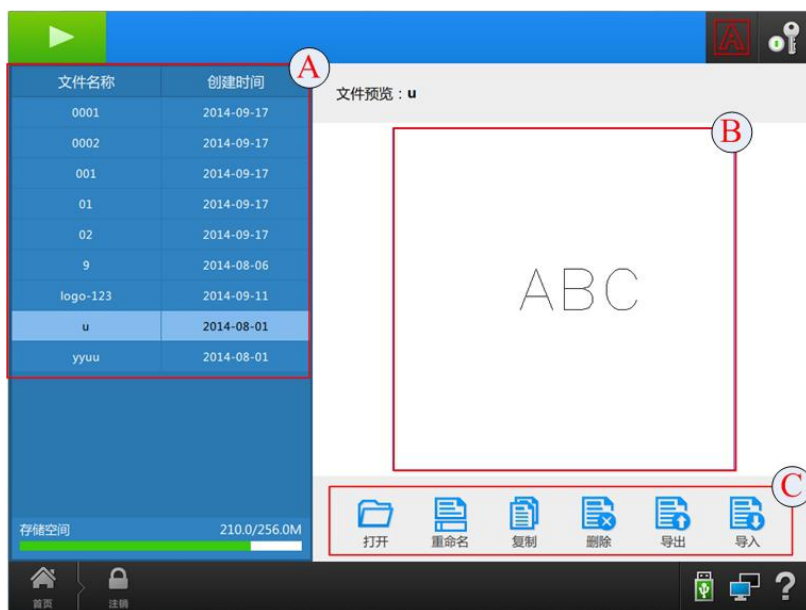 A
A
文件名称 创建时间
0001 2014-09-17
0002 2014-09-17
001 2014-09-17
01 2014-09-17
02 2014-09-17
9 2014-08-06
logo-123 2014-09-11
u 2014-08-01
yyuu 2014-08-01
存储空间 210.0/256.0M
文件预览：u
B
ABC
C
打开 重命名 复制 删除 导出 导入
首页 注销 ?